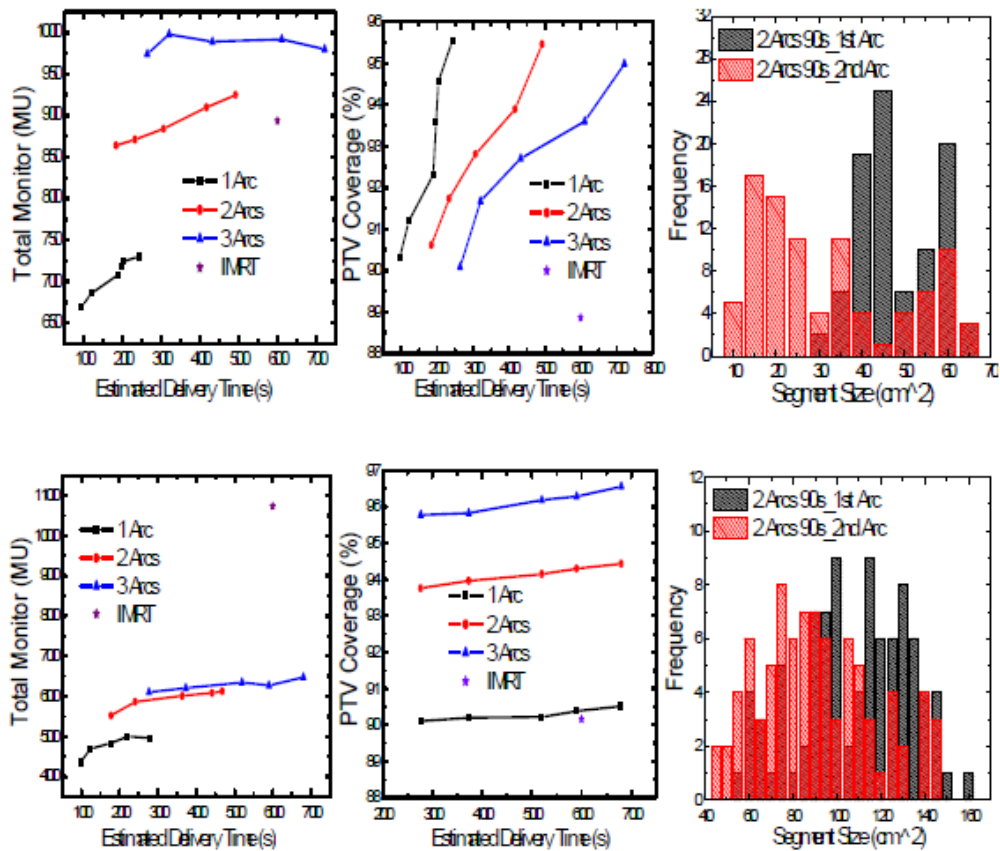 Total Monitor (MU)
1000
950
900
850
800
750
700
650
1 Arc
2 Arcs
3 Arcs
IMRT
100 200 300 400 500 600 700
Estimated Delivery Time (s)
PTV Coverage (%)
96
95
94
93
92
91
90
89
88
1 Arc
2 Arcs
3 Arcs
IMRT
100 200 300 400 500 600 700 800
Estimated Delivery Time (s)
Frequency
32
28
24
20
16
12
8
4
0
2 Arcs 90s_1st Arc
2 Arcs 90s_2nd Arc
10 20 30 40 50 60 70
Segment Size (cm^2)
Total Monitor (MU)
1100
1000
900
800
700
600
500
400
1 Arc
2 Arcs
3 Arcs
IMRT
100 200 300 400 500 600 700
Estimated Delivery Time (s)
PTV Coverage (%)
97
96
95
94
93
92
91
90
89
88
1 Arc
2 Arcs
3 Arcs
IMRT
200 300 400 500 600 700 800
Estimated Delivery Time (s)
Frequency
12
10
8
6
4
2
0
2 Arcs 90s_1st Arc
2 Arcs 90s_2nd Arc
40 60 80 100 120 140 160
Segment Size (cm^2)